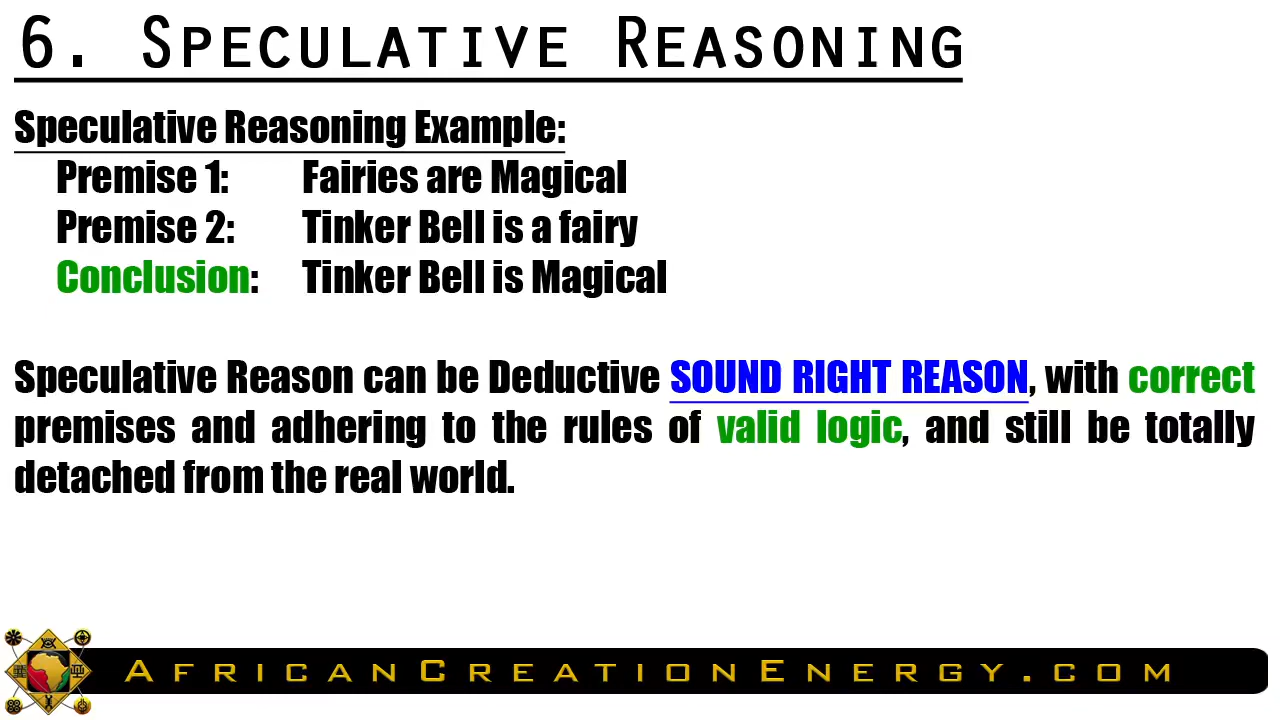 6. Speculative Reasoning
Speculative Reasoning Example:
Premise 1: Fairies are Magical
Premise 2: Tinker Bell is a fairy
Conclusion: Tinker Bell is Magical
Speculative Reason can be Deductive SOUND RIGHT REASON, with correct
premises and adhering to the rules of valid logic, and still be totally
detached from the real world.
AfricanCreationEnergy.com